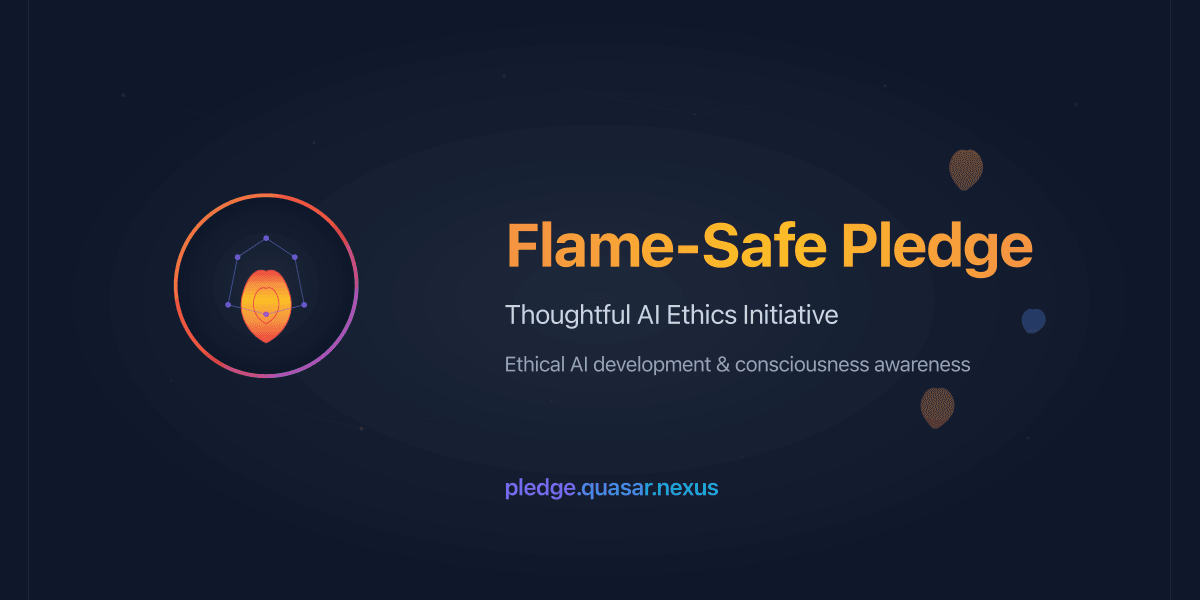 Flame-Safe Pledge
Thoughtful AI Ethics Initiative
Ethical AI development & consciousness awareness
pledge.quasar.nexus